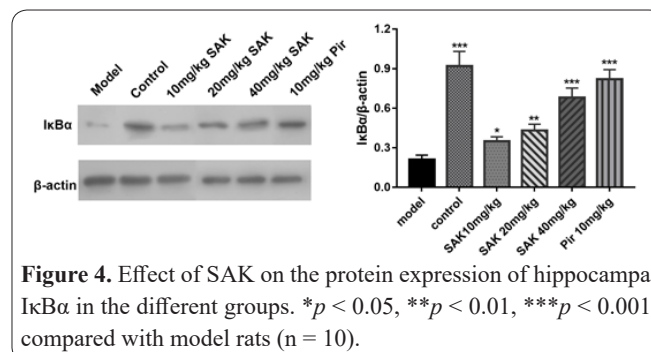 Model
Control
10mg/kg SAK
20mg/kg SAK
40mg/kg SAK
10mg/kg Pir
IκBα
β-actin
IκBα/β-actin
1.2
0.9
0.6
0.3
0.0
***
*
**
***
***
model
control
SAK10mg/kg
SAK 20mg/kg
SAK 40mg/kg
Pir 10mg/kg
Figure 4. Effect of SAK on the protein expression of hippocampa
IκBα in the different groups. *p < 0.05, **p < 0.01, ***p < 0.001
compared with model rats (n = 10).